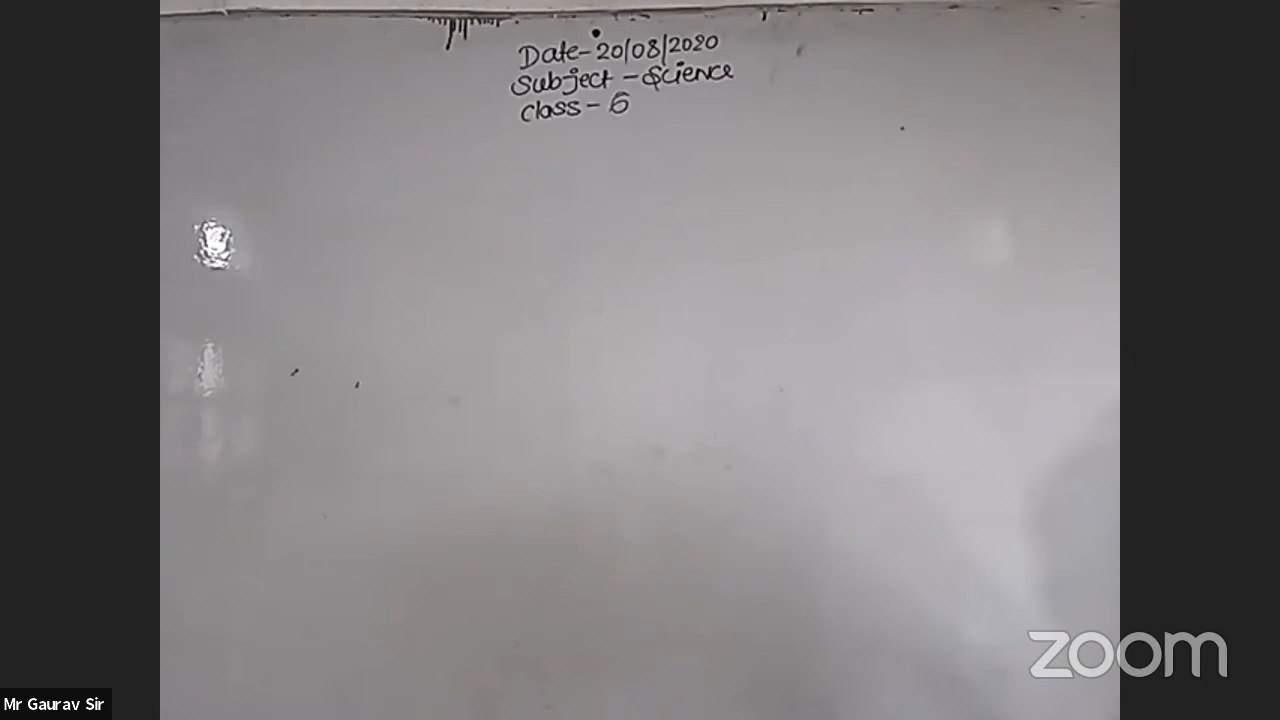 Date-20/08/2020
Subject-Science
Class-6
zoom
Mr Gaurav Sir